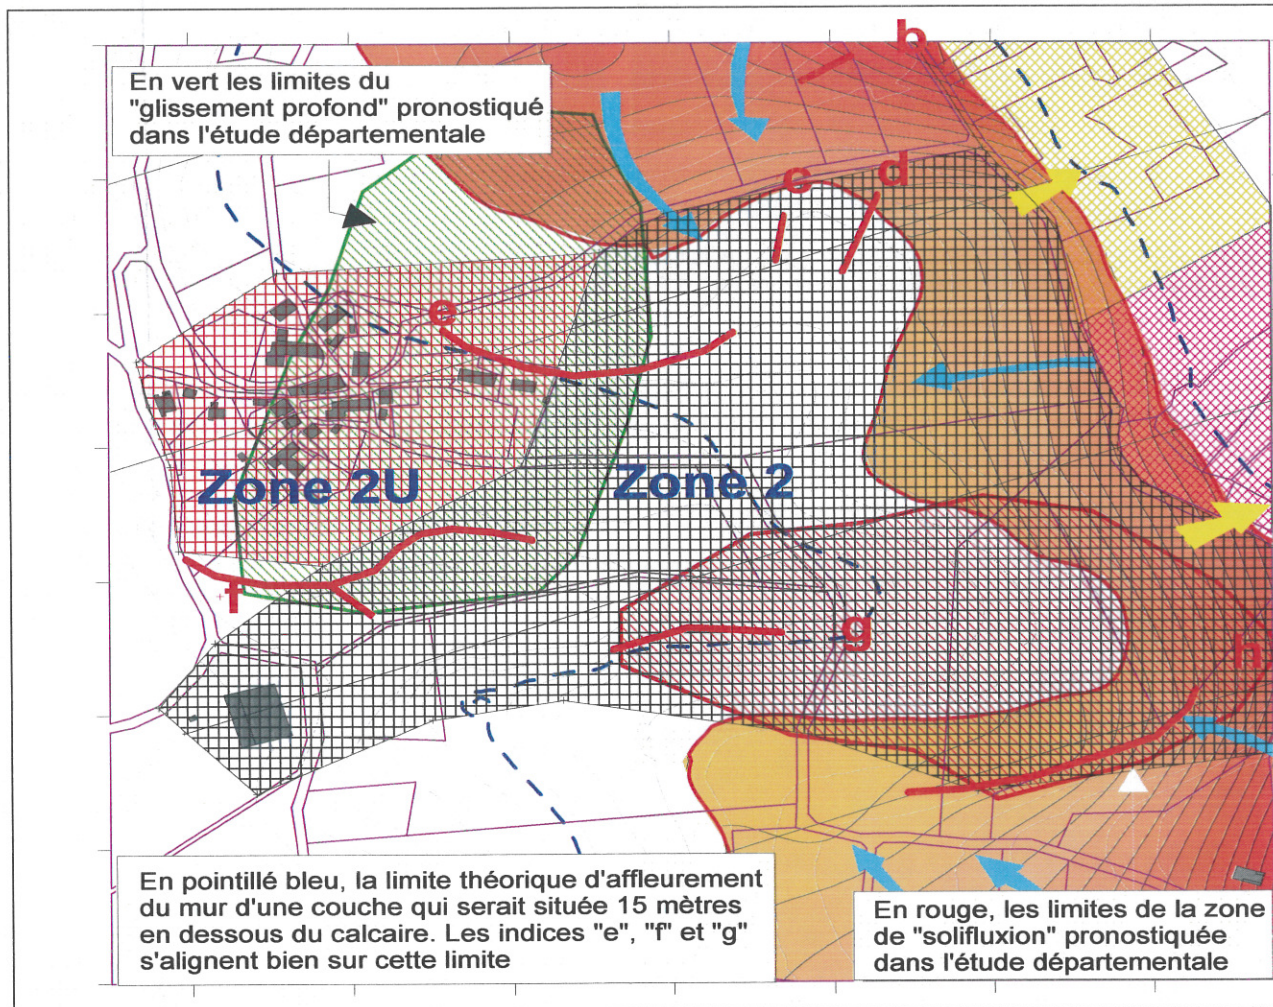 b
En vert les limites du
"glissement profond" pronostiqué
dans l'étude départementale
c
d
e
Zone 2U
Zone 2
f
g
h
En pointillé bleu, la limite théorique d'affleurement
du mur d'une couche qui serait située 15 mètres
en dessous du calcaire. Les indices "e", "f" et "g"
s'alignent bien sur cette limite
En rouge, les limites de la zone
de "solifluxion" pronostiquée
dans l'étude départementale